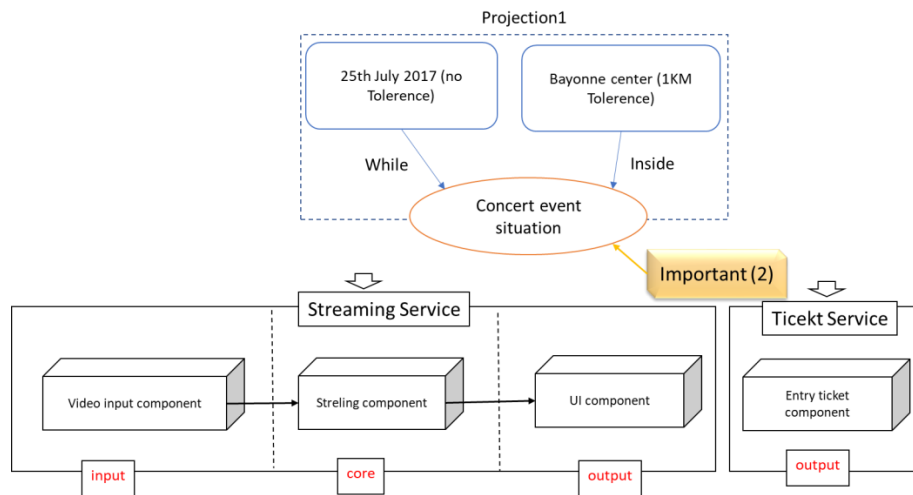 Projection1
25th July 2017 (no
Tolerence)
Bayonne center (1KM
Tolerence)
While
Inside
Concert event
situation
Important (2)
Streaming Service
Ticekt Service
Video input component
Streling component
UI component
Entry ticket
component
input
core
output
output